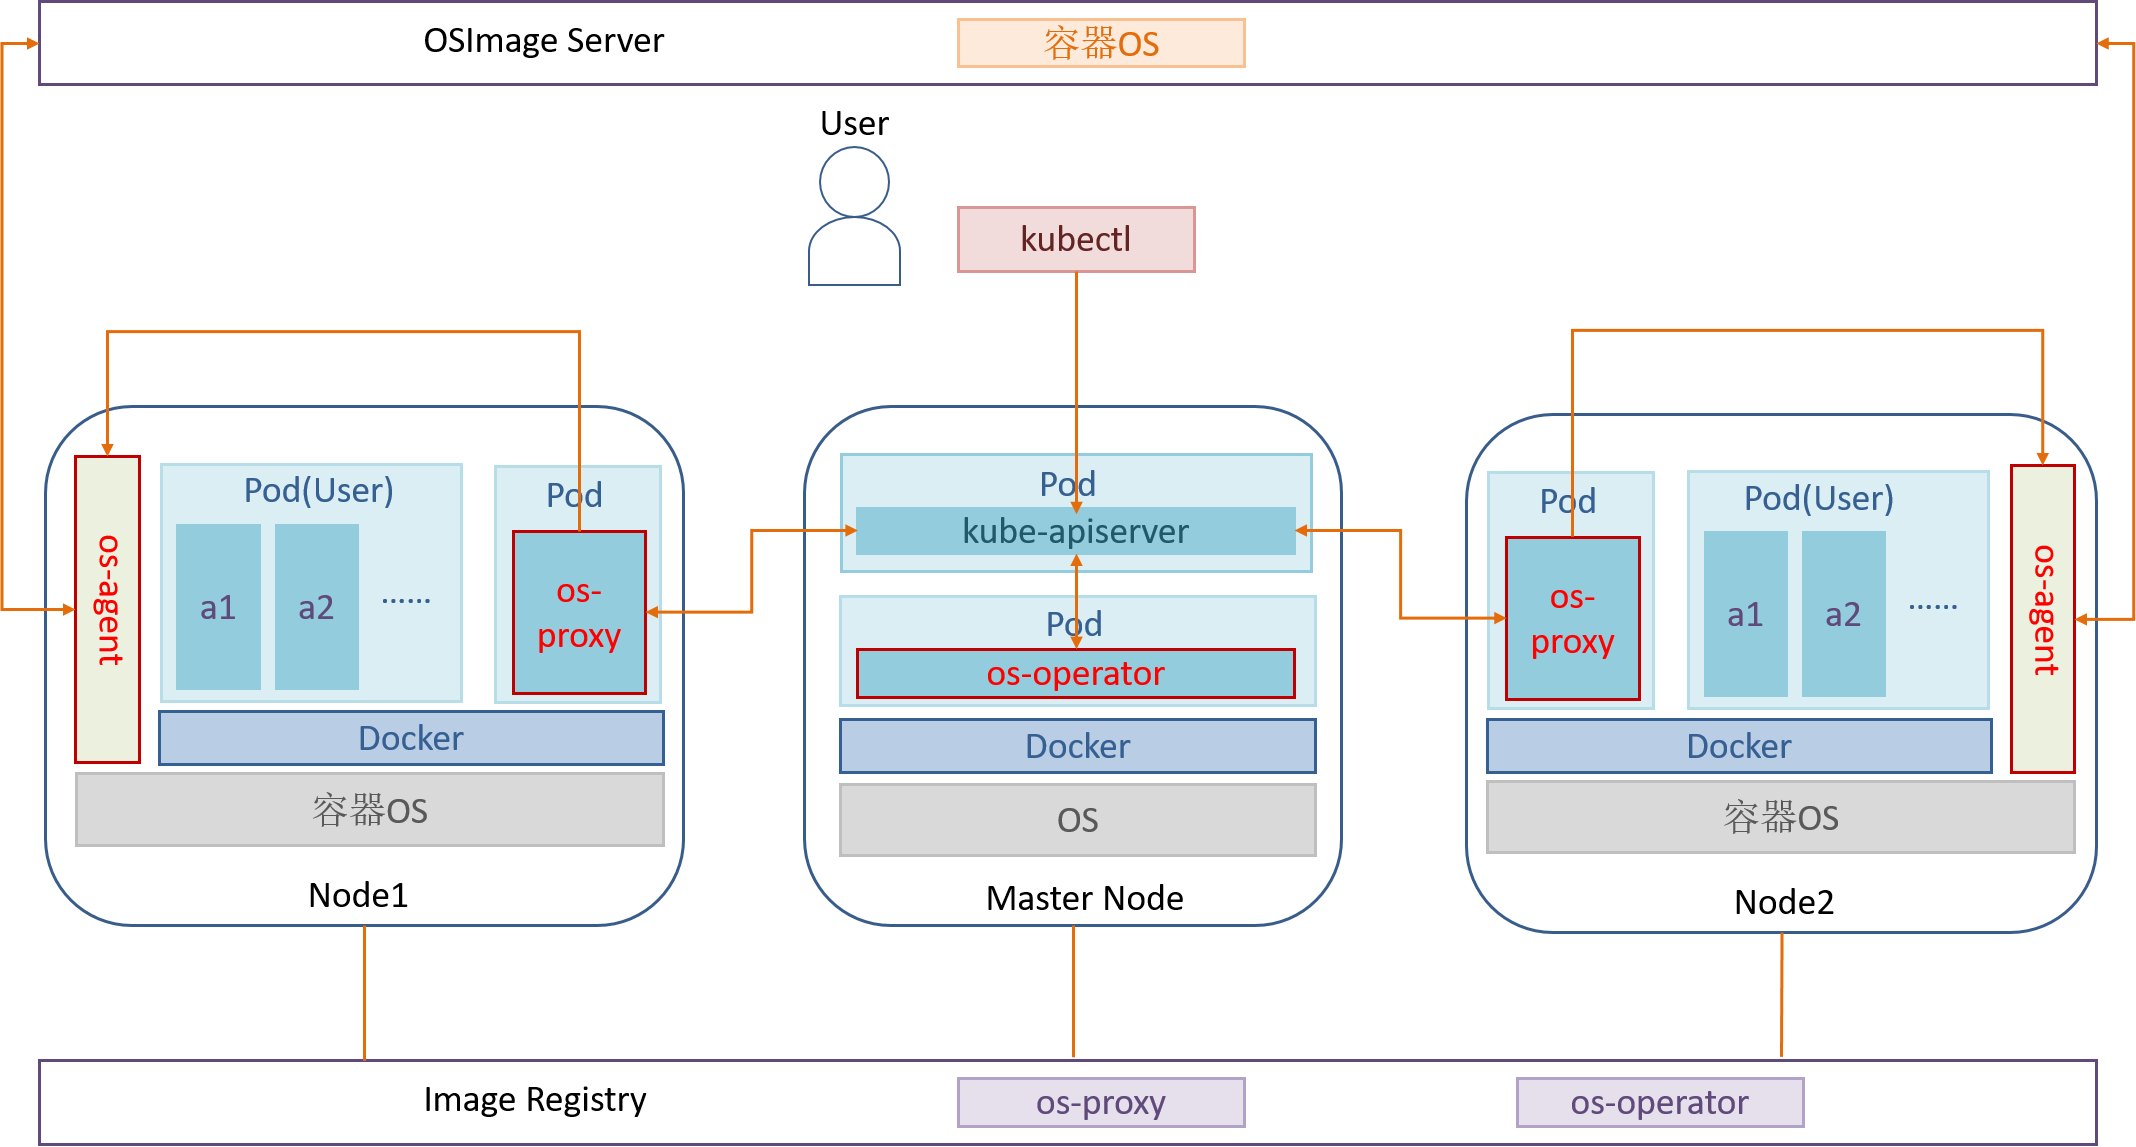 OSImage Server
容器OS
User
kubectl
os-agent
Pod(User)
a1
a2
······
Pod
os-
proxy
Docker
容器OS
Node1
Pod
kube-apiserver
Pod
os-operator
Docker
OS
Master Node
Pod
os-
proxy
Pod(User)
a1
a2
······
os-agent
Docker
容器OS
Node2
Image Registry
os-proxy
os-operator